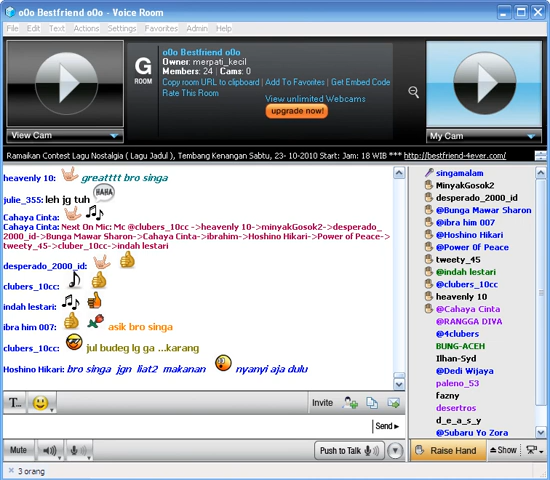 o0o Bestfriend o0o - Voice Room
File Edit Text Actions Settings Favorites Admin Help
G
ROOM
o0o Bestfriend o0o
Owner: merpati_kecil
Members: 24 | Cams: 0
Copy room URL to clipboard | Add To Favorites | Get Embed Code
Rate This Room
View unlimited Webcams
upgrade now!
View Cam
My Cam
Ramaikan Contest Lagu Nostalgia ( Lagu Jadul ), Tembang Kenangan Sabtu, 23- 10-2010 Start: Jam: 18 WIB *** http://bestfriend-4ever.com/
heavenly 10: greatttt bro singa
julie_355: leh jg tuh HAHA
Cahaya Cinta:
Cahaya Cinta: Next On Mic: Mc @clubers_10cc ->heavenly 10->minyakGosok2->desperado_
2000_id->Bunga Mawar Sharon->Cahaya Cinta->ibrahim->Hoshino Hikari->Power of Peace->
tweety_45->cluber_10cc->indah lestari
desperado_2000_id:
clubers_10cc:
indah lestari:
ibra him 007: asik bro singa
clubers_10cc: jul budeg lg ga ...karang
Hoshino Hikari: bro singa jgn liat2 makanan nyanyi aja dulu
singamalam
MinyakGosok2
desperado_2000_id
@Bunga Mawar Sharon
@ibra him 007
@Hoshino Hikari
@Power 0f Peace
tweety_45
@indah lestari
@clubers_10cc
heavenly 10
@Cahaya Cinta
@RANGGA DIVA
@4clubers
BUNG-ACEH
Ilhan-Syd
@Dedi Wijaya
paleno_53
fazny
desertros
d_e_a_s_y
@Subaru Yo Zora
T...
Invite
Send
Mute
Push to Talk
Raise Hand
Show
3 orang